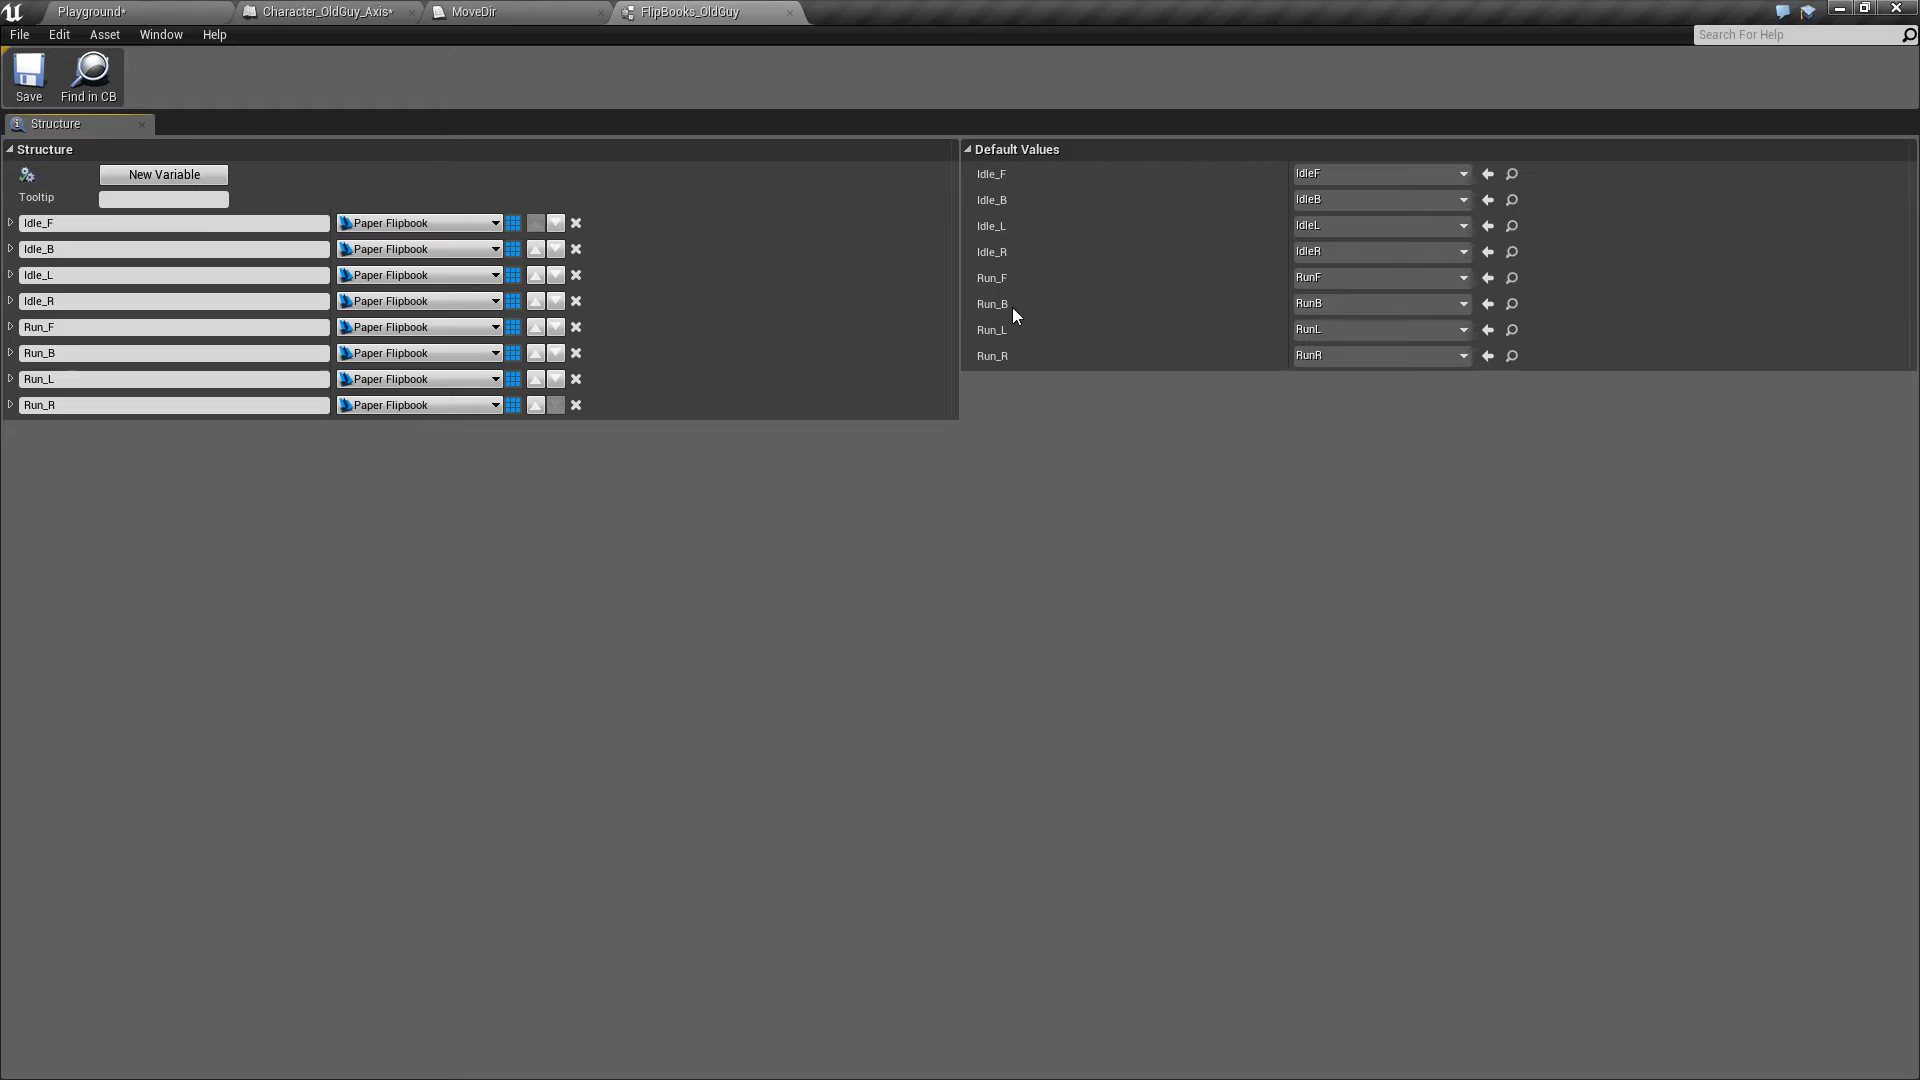 Playground*
Character_OldGuy_Axis*
MoveDir
FlipBooks_OldGuy
File Edit Asset Window Help
Search For Help
Save
Find in CB
Structure
Structure
New Variable
Tooltip
Idle_F Paper Flipbook
Idle_B Paper Flipbook
Idle_L Paper Flipbook
Idle_R Paper Flipbook
Run_F Paper Flipbook
Run_B Paper Flipbook
Run_L Paper Flipbook
Run_R Paper Flipbook
Default Values
Idle_F IdleF
Idle_B IdleB
Idle_L IdleL
Idle_R IdleR
Run_F RunF
Run_B RunB
Run_L RunL
Run_R RunR